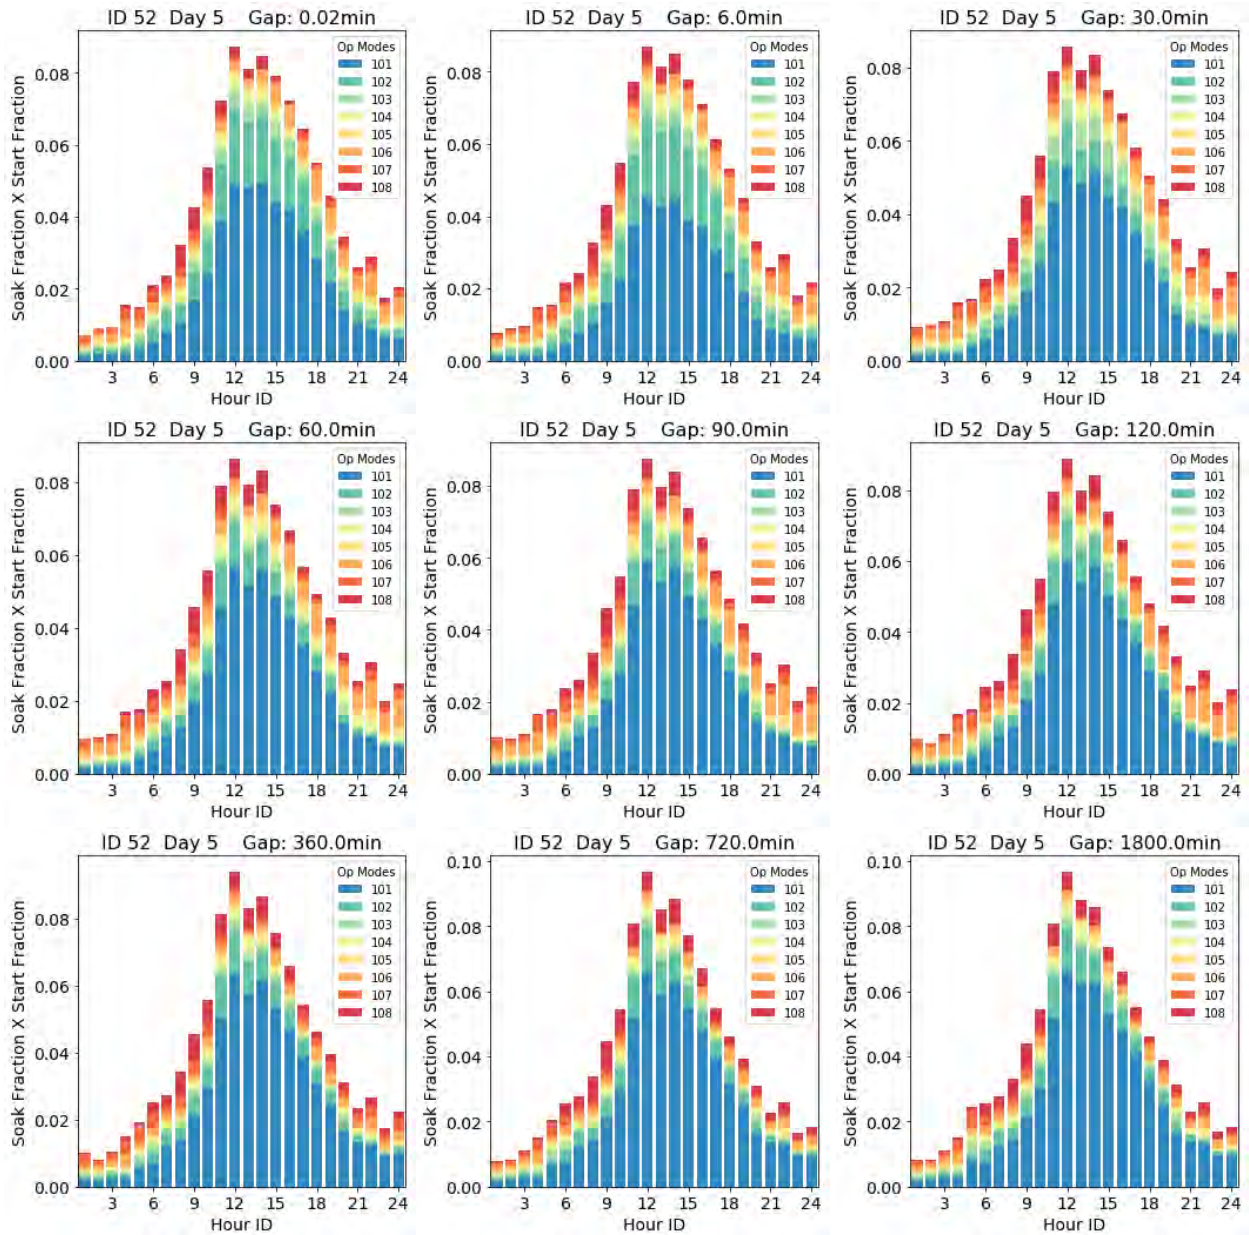 ID 52 Day 5 Gap: 0.02min
Soak Fraction X Start Fraction
0.08
0.06
0.04
0.02
0.00
Op Modes
101
102
103
104
105
106
107
108
3 6 9 12 15 18 21 24
Hour ID
ID 52 Day 5 Gap: 6.0min
Soak Fraction X Start Fraction
0.08
0.06
0.04
0.02
0.00
Op Modes
101
102
103
104
105
106
107
108
3 6 9 12 15 18 21 24
Hour ID
ID 52 Day 5 Gap: 30.0min
Soak Fraction X Start Fraction
0.08
0.06
0.04
0.02
0.00
Op Modes
101
102
103
104
105
106
107
108
3 6 9 12 15 18 21 24
Hour ID
ID 52 Day 5 Gap: 60.0min
Soak Fraction X Start Fraction
0.08
0.06
0.04
0.02
0.00
Op Modes
101
102
103
104
105
106
107
108
3 6 9 12 15 18 21 24
Hour ID
ID 52 Day 5 Gap: 90.0min
Soak Fraction X Start Fraction
0.08
0.06
0.04
0.02
0.00
Op Modes
101
102
103
104
105
106
107
108
3 6 9 12 15 18 21 24
Hour ID
ID 52 Day 5 Gap: 120.0min
Soak Fraction X Start Fraction
0.08
0.06
0.04
0.02
0.00
Op Modes
101
102
103
104
105
106
107
108
3 6 9 12 15 18 21 24
Hour ID
ID 52 Day 5 Gap: 360.0min
Soak Fraction X Start Fraction
0.08
0.06
0.04
0.02
0.00
Op Modes
101
102
103
104
105
106
107
108
3 6 9 12 15 18 21 24
Hour ID
ID 52 Day 5 Gap: 720.0min
Soak Fraction X Start Fraction
0.10
0.08
0.06
0.04
0.02
0.00
Op Modes
101
102
103
104
105
106
107
108
3 6 9 12 15 18 21 24
Hour ID
ID 52 Day 5 Gap: 1800.0min
Soak Fraction X Start Fraction
0.10
0.08
0.06
0.04
0.02
0.00
Op Modes
101
102
103
104
105
106
107
108
3 6 9 12 15 18 21 24
Hour ID